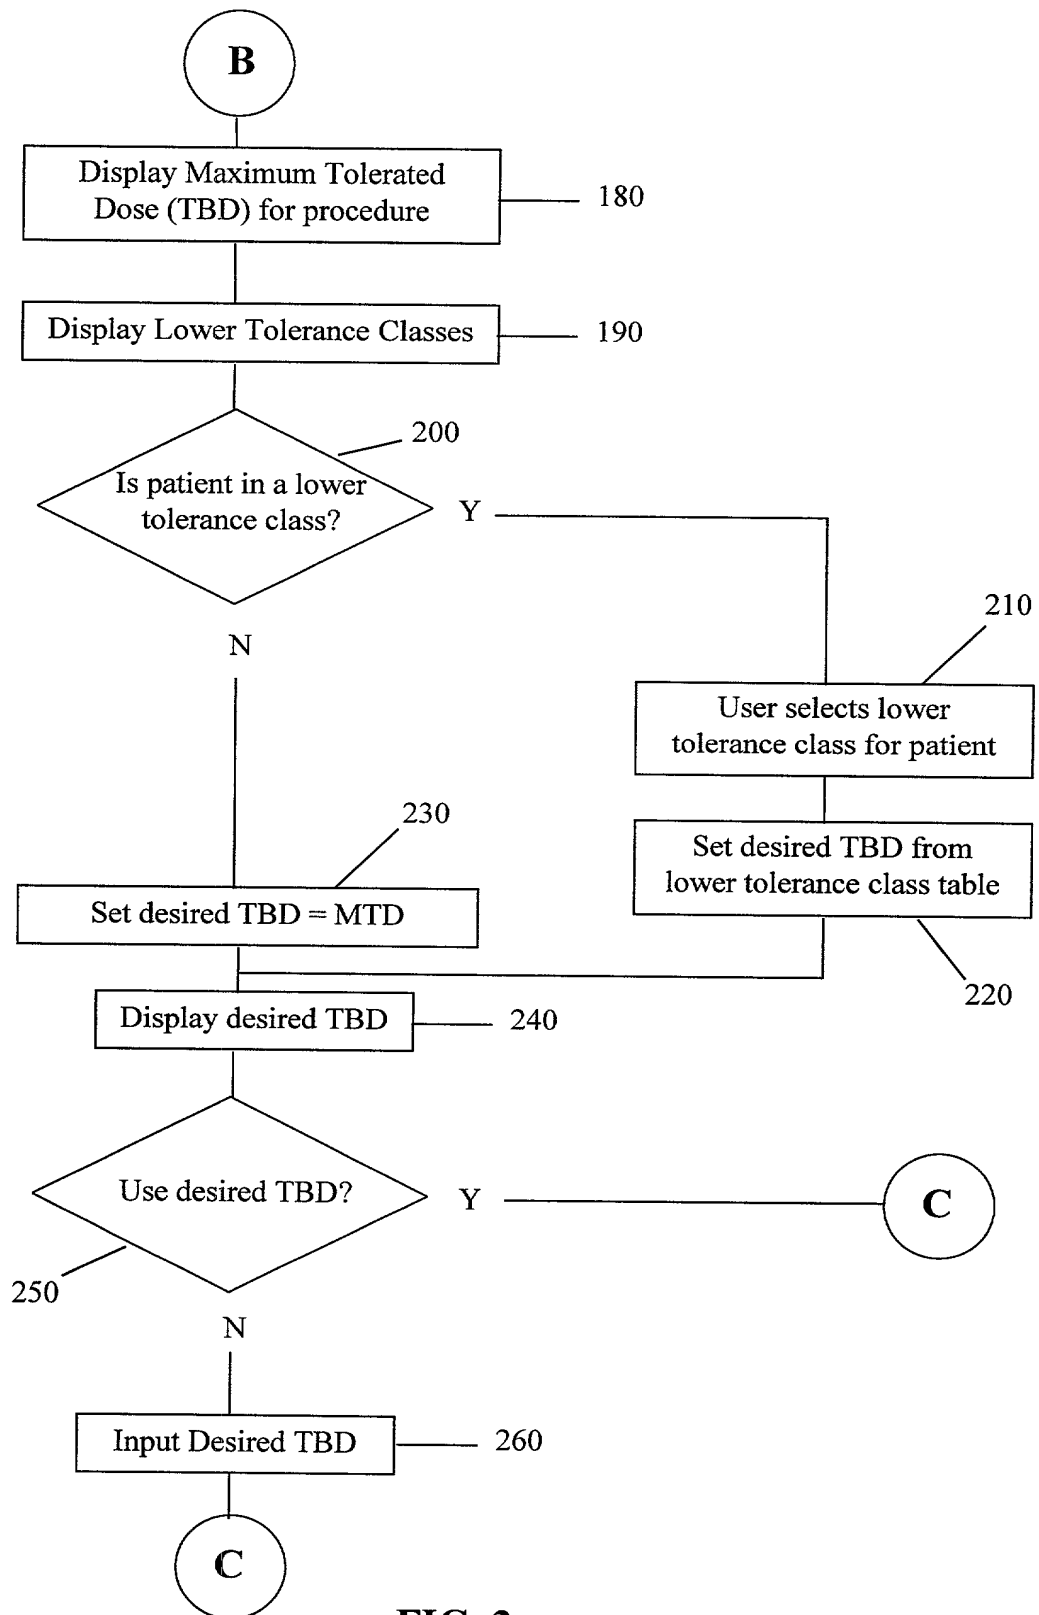 B
Display Maximum Tolerated
Dose (TBD) for procedure
180
Display Lower Tolerance Classes
190
200
Is patient in a lower
tolerance class?
Y
N
210
User selects lower
tolerance class for patient
230
Set desired TBD from
lower tolerance class table
Set desired TBD = MTD
220
Display desired TBD
240
Use desired TBD?
Y
C
250
N
Input Desired TBD
260
C